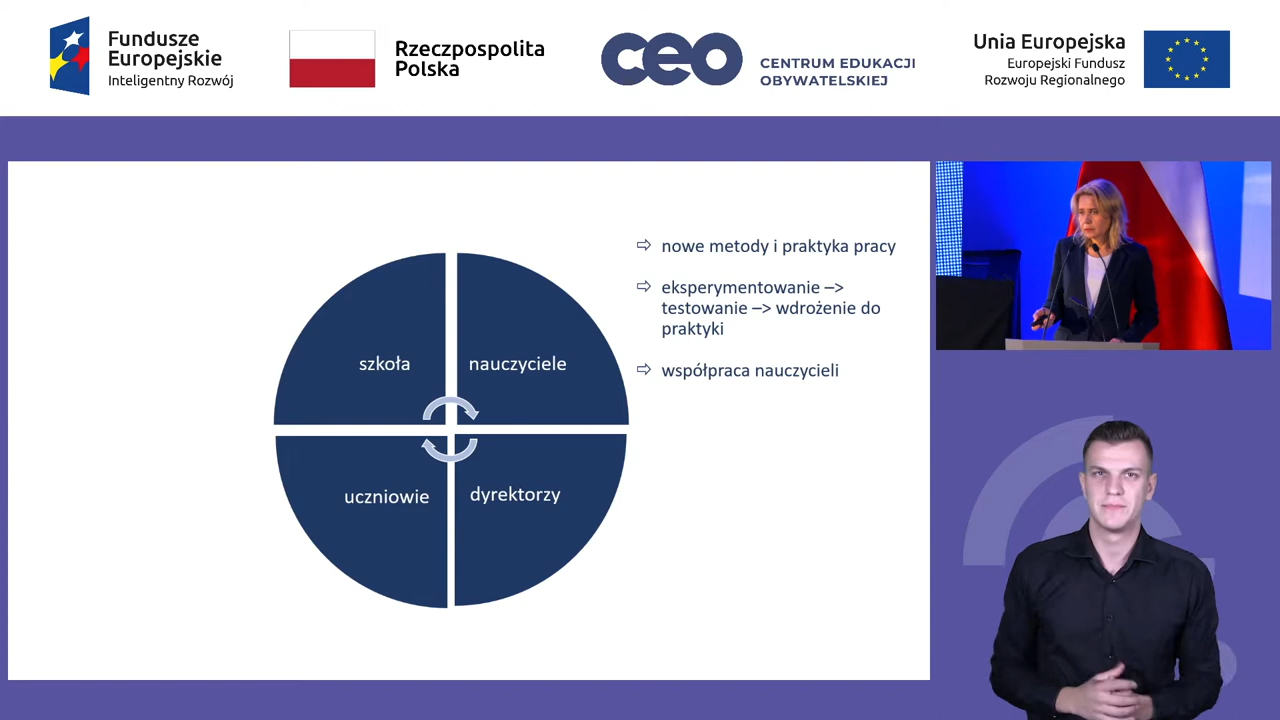 Fundusze
Europejskie
Inteligentny Rozwój
Rzeczpospolita
Polska
ceo
CENTRUM EDUKACJI
OBYWATELSKIEJ
Unia Europejska
Europejski Fundusz
Rozwoju Regionalnego
szkoła
nauczyciele
uczniowie
dyrektorzy
nowe metody i praktyka pracy
eksperymentowanie –>
testowanie –> wdrożenie do
praktyki
współpraca nauczycieli